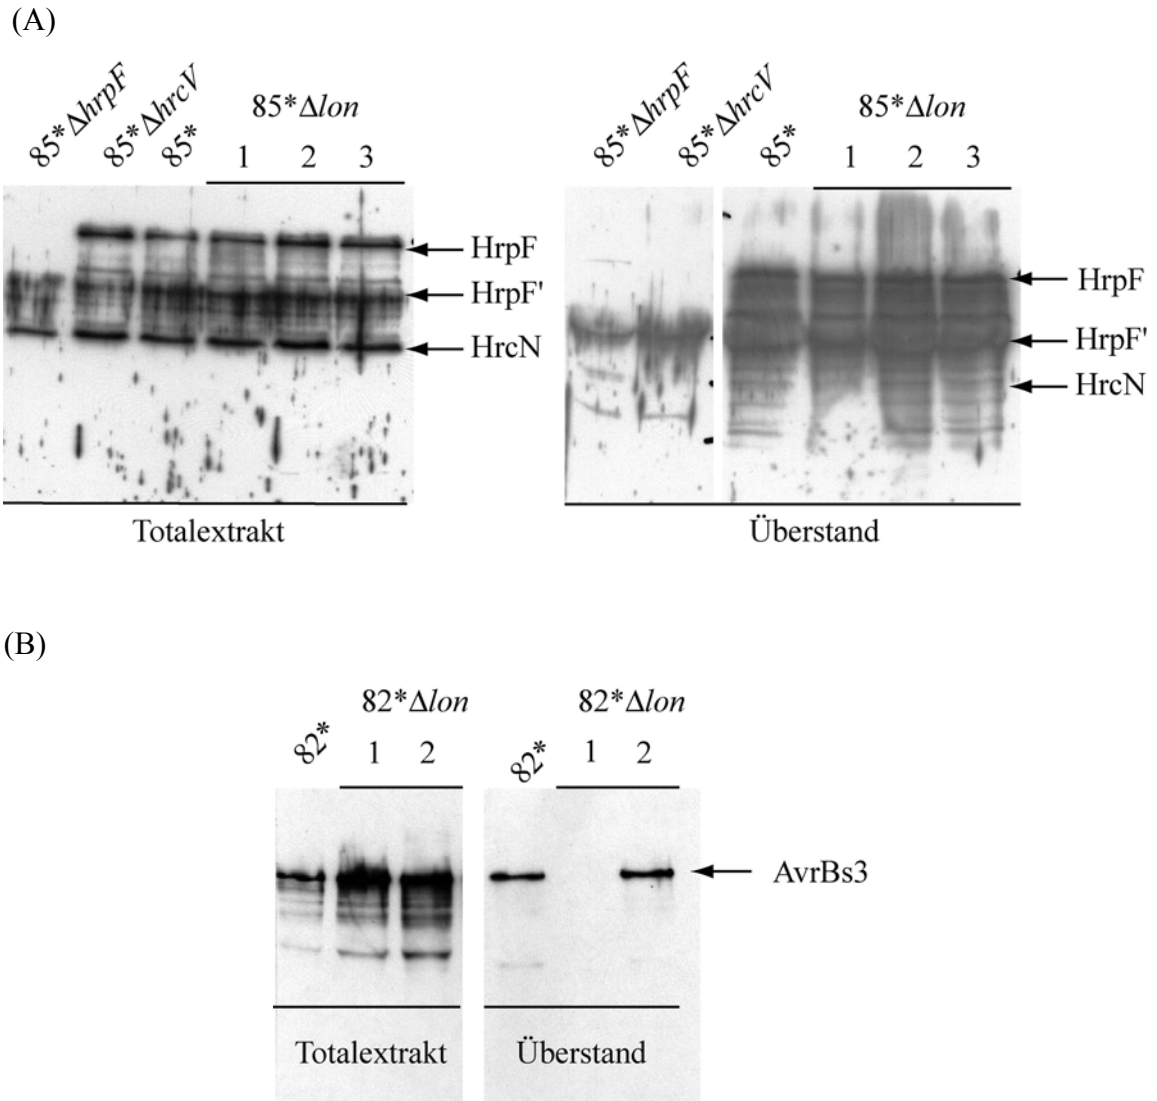 (A)
85*ΔhrpF
85*ΔhrcV
85*
85*Δlon
1 2 3
HrpF
HrpF'
HrcN
Totalextrakt
85*ΔhrpF
85*ΔhrcV
85*
85*Δlon
1 2 3
HrpF
HrpF'
HrcN
Überstand
(B)
82*
82*Δlon
1 2
Totalextrakt
82*
82*Δlon
1 2
AvrBs3
Überstand